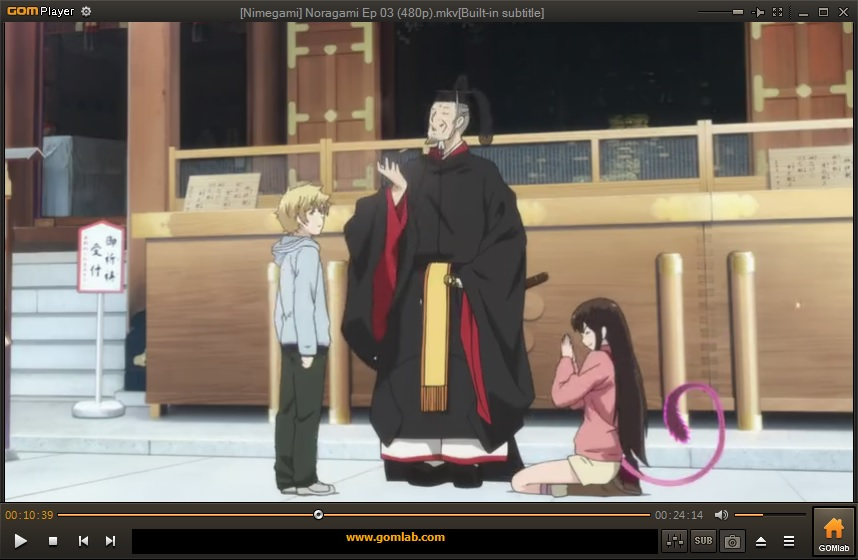 GOM Player
[Nimegami] Noragami Ep 03 (480p).mkv[Built-in subtitle]
御祈祷
受付
00:10:39
00:24:14
www.gomlab.com
SUB
GOMlab